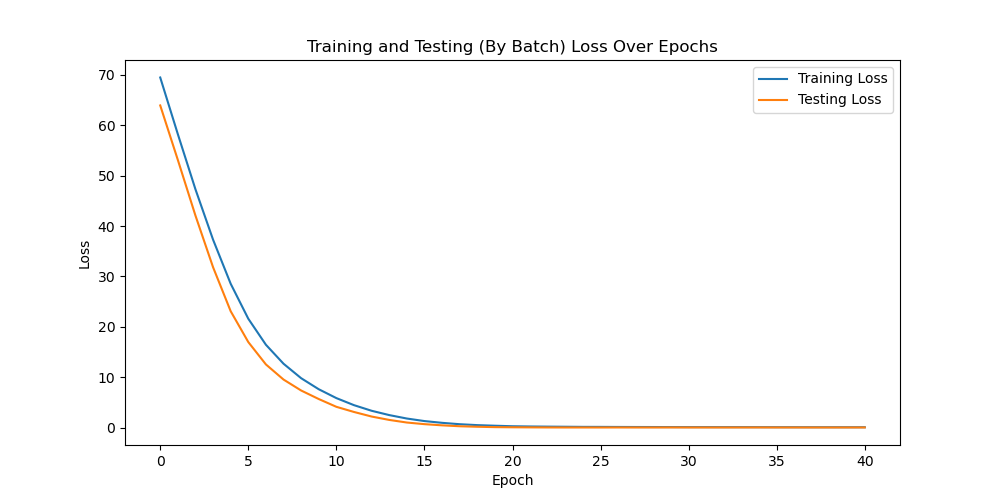 Training and Testing (By Batch) Loss Over Epochs
Training Loss
Testing Loss
70
60
50
40
30
20
10
0
Loss
0 5 10 15 20 25 30 35 40
Epoch